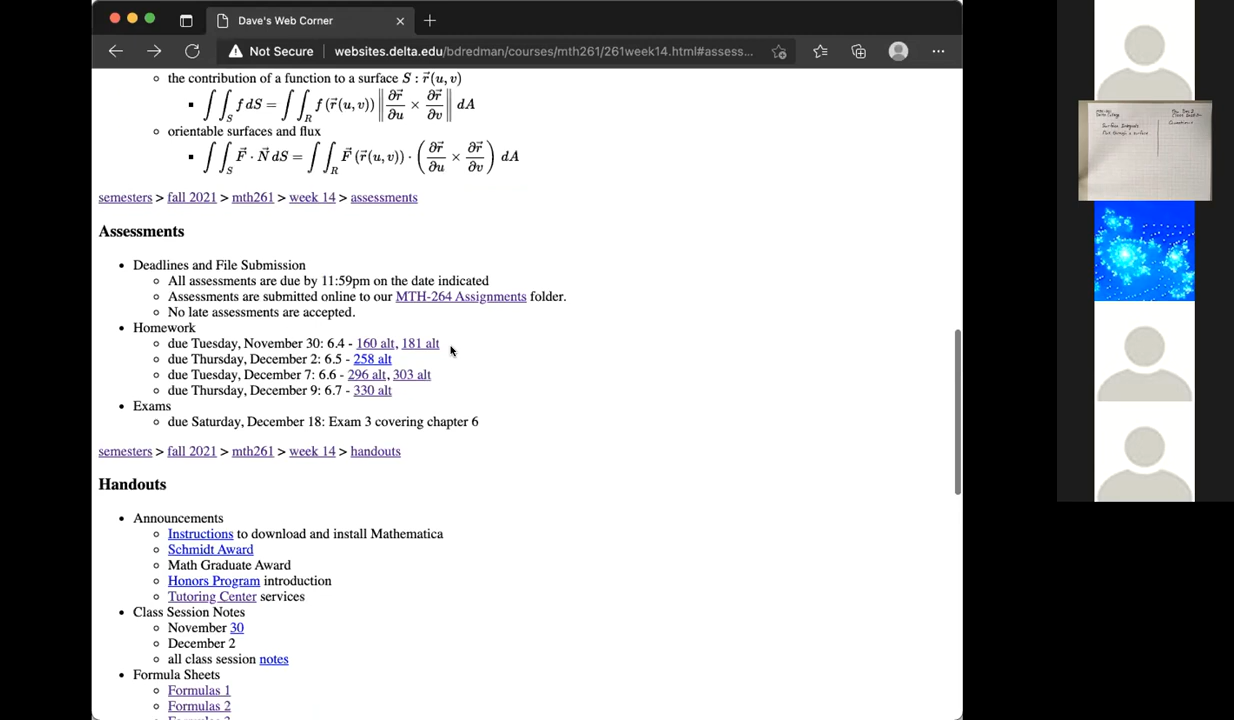 Dave's Web Corner
Not Secure | websites.delta.edu/bdredman/courses/mth261/261week14.html#assess...
the contribution of a function to a surface S : r⃗(u, v)
∫∫_S f dS = ∫∫_R f (r⃗(u, v)) ‖∂r⃗/∂u × ∂r⃗/∂v‖ dA
orientable surfaces and flux
∫∫_S F⃗ · N⃗ dS = ∫∫_R F⃗ (r⃗(u, v)) · (∂r⃗/∂u × ∂r⃗/∂v) dA
semesters > fall 2021 > mth261 > week 14 > assessments
Assessments
Deadlines and File Submission
All assessments are due by 11:59pm on the date indicated
Assessments are submitted online to our MTH-264 Assignments folder.
No late assessments are accepted.
Homework
due Tuesday, November 30: 6.4 - 160 alt, 181 alt
due Thursday, December 2: 6.5 - 258 alt
due Tuesday, December 7: 6.6 - 296 alt, 303 alt
due Thursday, December 9: 6.7 - 330 alt
Exams
due Saturday, December 18: Exam 3 covering chapter 6
semesters > fall 2021 > mth261 > week 14 > handouts
Handouts
Announcements
Instructions to download and install Mathematica
Schmidt Award
Math Graduate Award
Honors Program introduction
Tutoring Center services
Class Session Notes
November 30
December 2
all class session notes
Formula Sheets
Formulas 1
Formulas 2
Surface Integrals
Flux through a surface